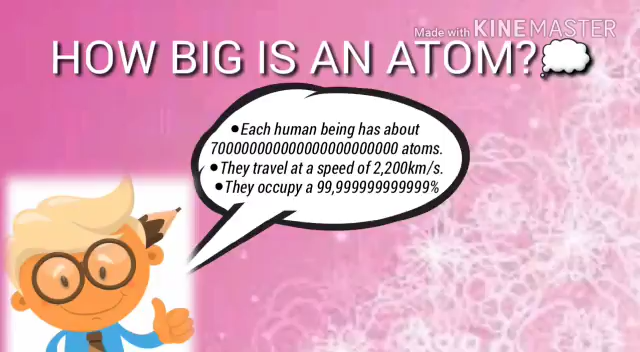 Made with KINEMASTER
HOW BIG IS AN ATOM?
•Each human being has about
7000000000000000000000000000 atoms.
•They travel at a speed of 2,200km/s.
•They occupy a 99,999999999999%